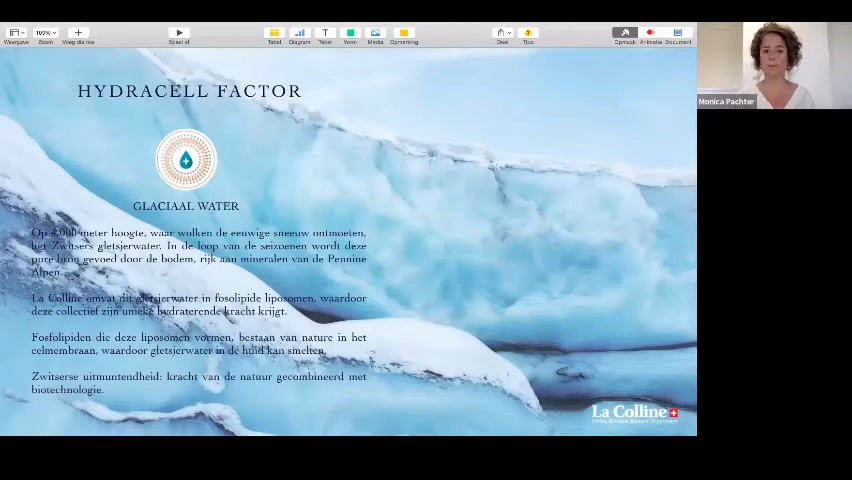 109%
Weergave
Zoom
Voeg dia toe
Speel af
Tabel
Diagram
Tekst
Vorm
Media
Opmerking
Deel
Tips
Opmaak
Animatie
Document
Monica Pachter
HYDRACELL FACTOR
GLACIAAL WATER
Op 4.000 meter hoogte, waar wolken de eeuwige sneeuw ontmoeten,
ligt Zwitsers gletsjerwater. In de loop van de seizoenen wordt deze
pure bron gevoed door de bodem, rijk aan mineralen van de Pennine
Alpen.
La Colline omvat dit gletsjerwater in fosolipide liposomen, waardoor
deze collectief zijn unieke hydraterende kracht krijgt.
Fosfolipiden die deze liposomen vormen, bestaan van nature in het
celmembraan, waardoor gletsjerwater in de huid kan smelten.
Zwitserse uitmuntendheid: kracht van de natuur gecombineerd met
biotechnologie.
La Colline